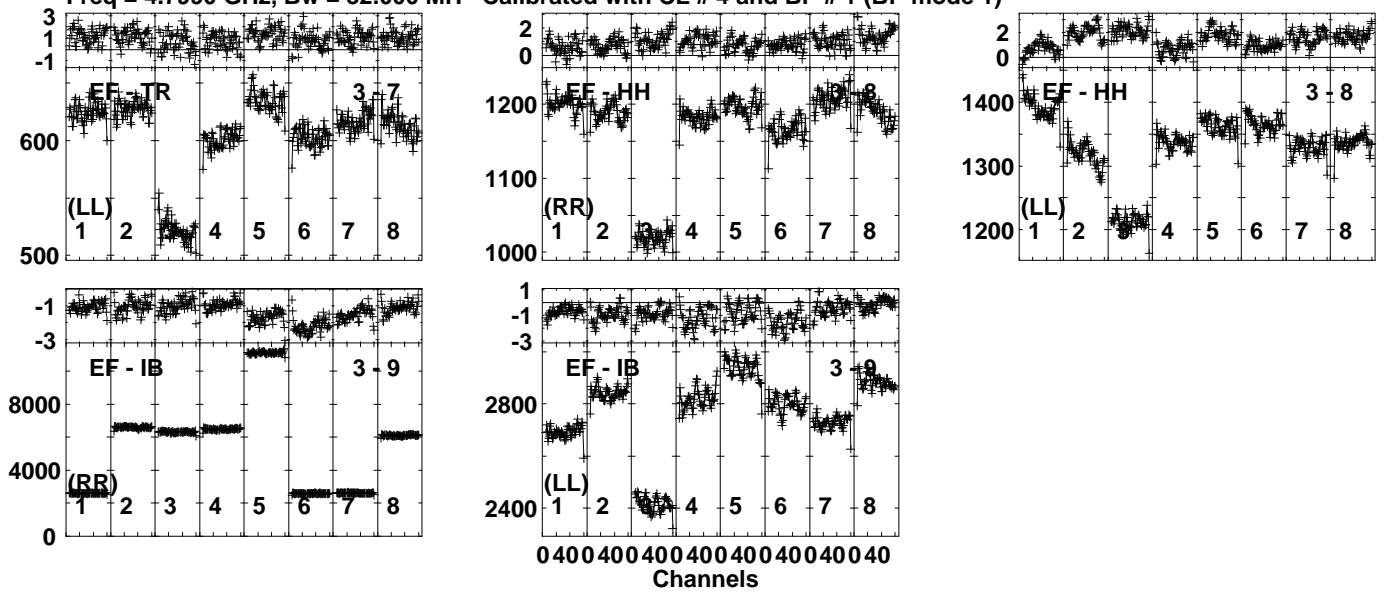 Freq = 4.7990 GHz, Bw = 32.000 MH Calibrated with CL # 4 and BP # 1 (BP mode 1)
3
1
-1
EF - TR 3 - 7
600
500
(LL)
1 2 3 4 5 6 7 8
2
0
EF - HH 3 - 8
1200
1100
1000
(RR)
1 2 3 4 5 6 7 8
2
0
EF - HH 3 - 8
1400
1300
1200
(LL)
1 2 3 4 5 6 7 8
-1
-3
EF - IB 3 - 9
8000
4000
0
(RR)
1 2 3 4 5 6 7 8
1
-1
-3
EF - IB 3 - 9
2800
2400
(LL)
1 2 3 4 5 6 7 8
0 40 0 40 0 40 0 40 0 40 0 40 0 40 0 40
Channels